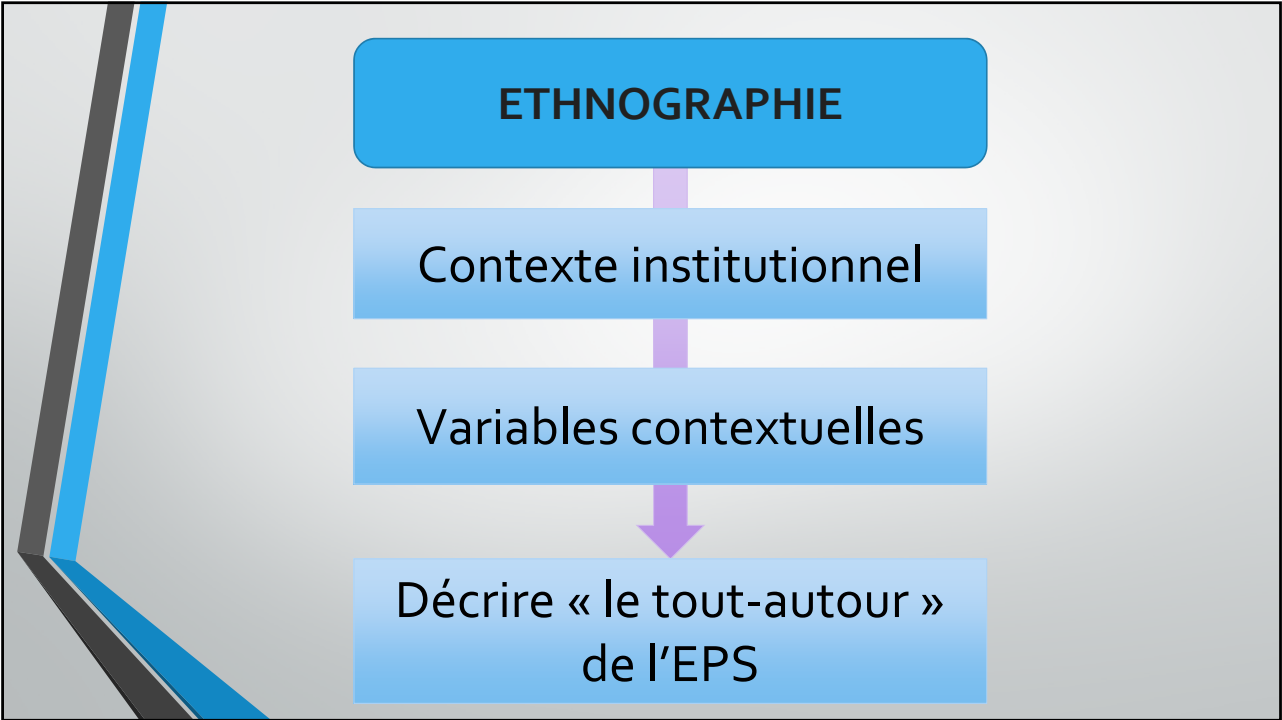 ETHNOGRAPHIE
Contexte institutionnel
Variables contextuelles
Décrire « le tout-autour »
de l’EPS